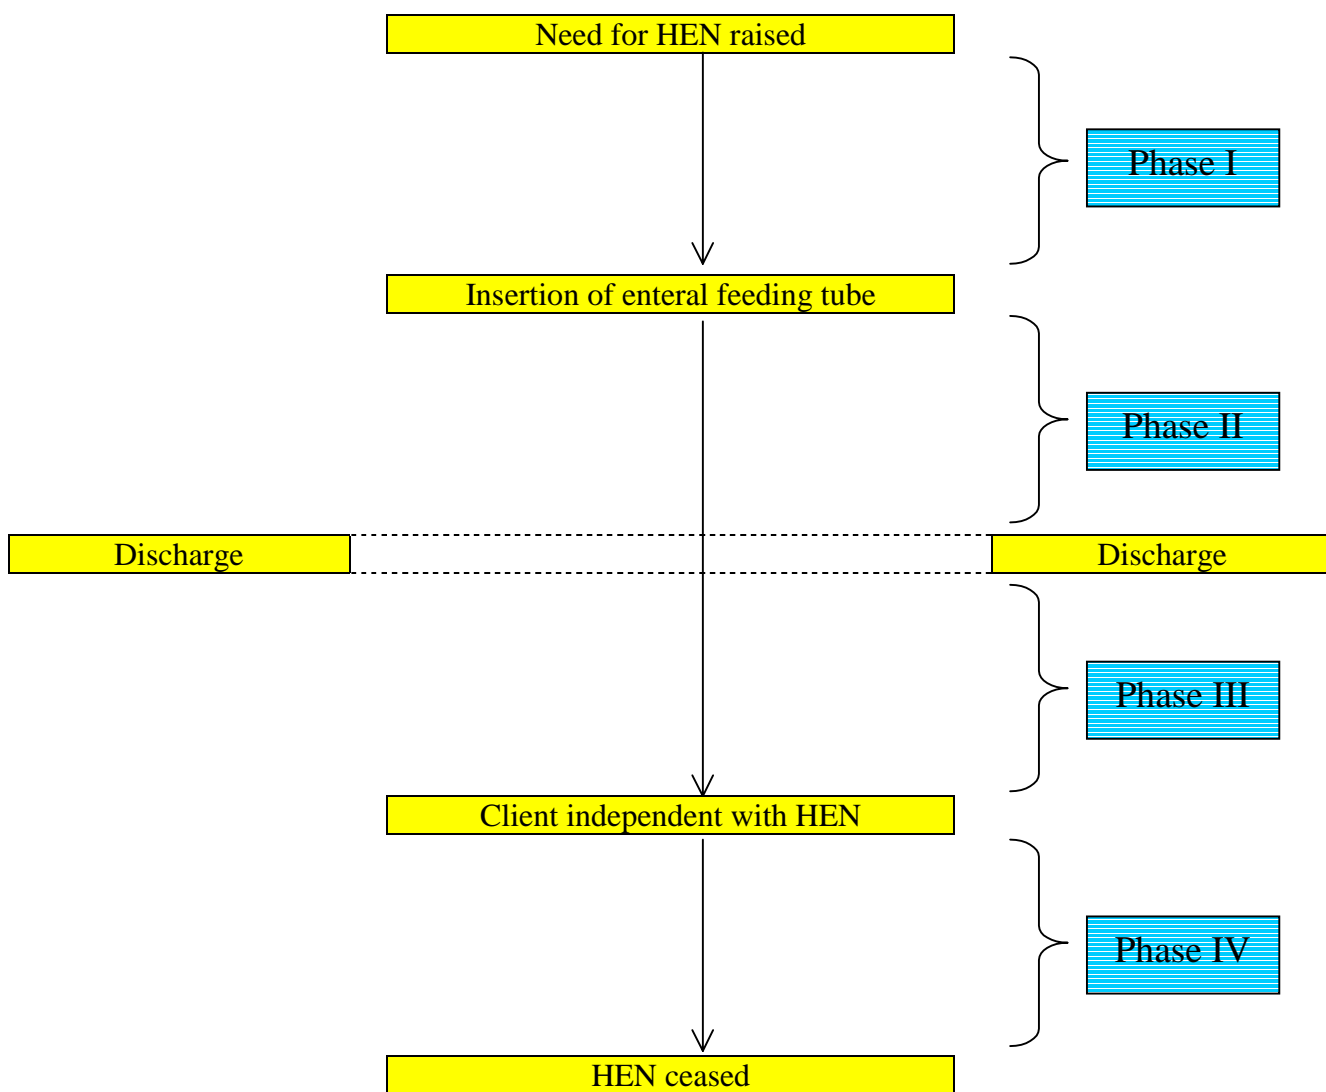 Need for HEN raised
Phase I
Insertion of enteral feeding tube
Phase II
Discharge
Discharge
Phase III
Client independent with HEN
Phase IV
HEN ceased